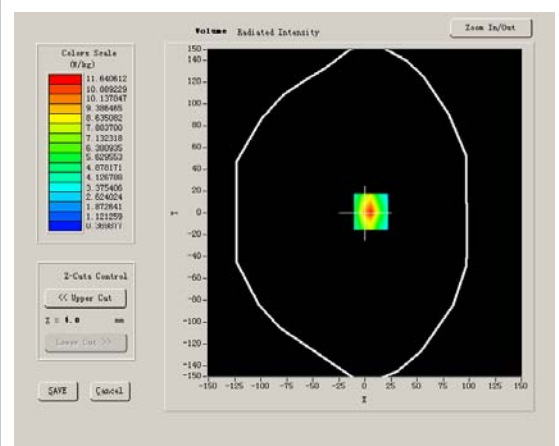 Volume Radiated Intensity
Zoom In/Out
Colors Scale
(W/kg)
11.640612
10.889229
10.137847
9.386465
8.635082
7.883700
7.132318
6.380935
5.629553
4.878171
4.126788
3.375406
2.624024
1.872641
1.121259
0.369877
Z-Cuts Control
<< Upper Cut
Z = 4.0 mm
Lower Cut >>
SAVE Cancel
150
140
120
100
80
60
40
20
0
-20
-40
-60
-80
-100
-120
-140
-150
Y
-150 -125 -100 -75 -50 -25 0 25 50 75 100 125 150
X